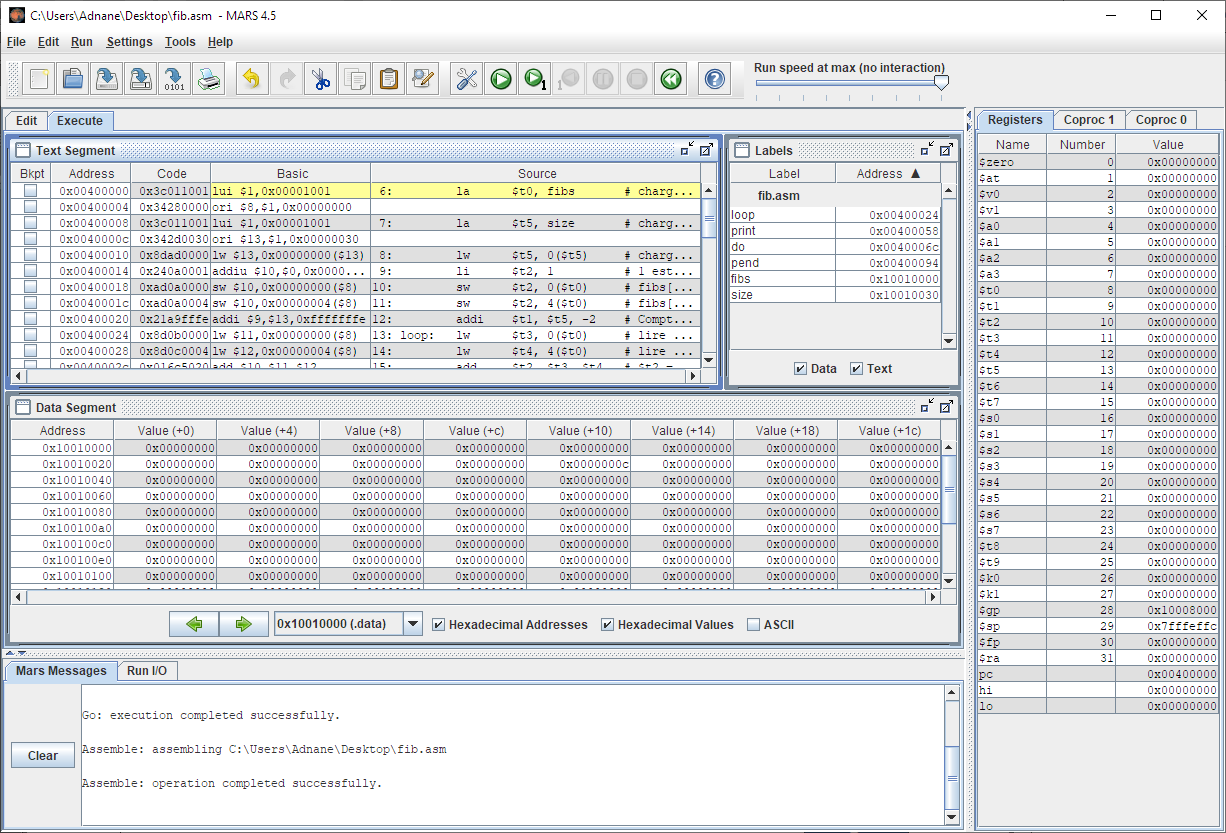 C:\Users\Adnane\Desktop\fib.asm - MARS 4.5
File Edit Run Settings Tools Help
0101 1 1
Run speed at max (no interaction)
Edit Execute
Text Segment
Bkpt Address Code Basic Source
0x00400000 0x3c011001 lui $1,0x00001001 6: la $t0, fibs # charg...
0x00400004 0x34280000 ori $8,$1,0x00000000
0x00400008 0x3c011001 lui $1,0x00001001 7: la $t5, size # charg...
0x0040000c 0x342d0030 ori $13,$1,0x00000030
0x00400010 0x8dad0000 lw $13,0x00000000($13) 8: lw $t5, 0($t5) # charg...
0x00400014 0x240a0001 addiu $10,$0,0x0000... 9: li $t2, 1 # 1 est...
0x00400018 0xad0a0000 sw $10,0x00000000($8) 10: sw $t2, 0($t0) # fibs[...
0x0040001c 0xad0a0004 sw $10,0x00000004($8) 11: sw $t2, 4($t0) # fibs[...
0x00400020 0x21a9fffe addi $9,$13,0xfffffffe 12: addi $t1, $t5, -2 # Compt...
0x00400024 0x8d0b0000 lw $11,0x00000000($8) 13: loop: lw $t3, 0($t0) # lire ...
0x00400028 0x8d0c0004 lw $12,0x00000004($8) 14: lw $t4, 4($t0) # lire ...
0x0040002c 0x016c5020 add $10,$11,$12 15: add $t2, $t3, $t4 # $t2 = ...
Labels
Label Address ▲
fib.asm
loop 0x00400024
print 0x00400058
do 0x0040006c
pend 0x00400094
fibs 0x10010000
size 0x10010030
Data Text
Data Segment
Address Value (+0) Value (+4) Value (+8) Value (+c) Value (+10) Value (+14) Value (+18) Value (+1c)
0x10010000 0x00000000 0x00000000 0x00000000 0x00000000 0x00000000 0x00000000 0x00000000 0x00000000
0x10010020 0x00000000 0x00000000 0x00000000 0x00000000 0x0000000c 0x00000000 0x00000000 0x00000000
0x10010040 0x00000000 0x00000000 0x00000000 0x00000000 0x00000000 0x00000000 0x00000000 0x00000000
0x10010060 0x00000000 0x00000000 0x00000000 0x00000000 0x00000000 0x00000000 0x00000000 0x00000000
0x10010080 0x00000000 0x00000000 0x00000000 0x00000000 0x00000000 0x00000000 0x00000000 0x00000000
0x100100a0 0x00000000 0x00000000 0x00000000 0x00000000 0x00000000 0x00000000 0x00000000 0x00000000
0x100100c0 0x00000000 0x00000000 0x00000000 0x00000000 0x00000000 0x00000000 0x00000000 0x00000000
0x100100e0 0x00000000 0x00000000 0x00000000 0x00000000 0x00000000 0x00000000 0x00000000 0x00000000
0x10010100 0x00000000 0x00000000 0x00000000 0x00000000 0x00000000 0x00000000 0x00000000 0x00000000
0x10010000 (.data) Hexadecimal Addresses Hexadecimal Values ASCII
Mars Messages Run I/O
Go: execution completed successfully.
Assemble: assembling C:\Users\Adnane\Desktop\fib.asm
Assemble: operation completed successfully.
Clear
Registers Coproc 1 Coproc 0
Name Number Value
$zero 0 0x00000000
$at 1 0x00000000
$v0 2 0x00000000
$v1 3 0x00000000
$a0 4 0x00000000
$a1 5 0x00000000
$a2 6 0x00000000
$a3 7 0x00000000
$t0 8 0x00000000
$t1 9 0x00000000
$t2 10 0x00000000
$t3 11 0x00000000
$t4 12 0x00000000
$t5 13 0x00000000
$t6 14 0x00000000
$t7 15 0x00000000
$s0 16 0x00000000
$s1 17 0x00000000
$s2 18 0x00000000
$s3 19 0x00000000
$s4 20 0x00000000
$s5 21 0x00000000
$s6 22 0x00000000
$s7 23 0x00000000
$t8 24 0x00000000
$t9 25 0x00000000
$k0 26 0x00000000
$k1 27 0x00000000
$gp 28 0x10008000
$sp 29 0x7fffeffc
$fp 30 0x00000000
$ra 31 0x00000000
pc 0x00400000
hi 0x00000000
lo 0x00000000